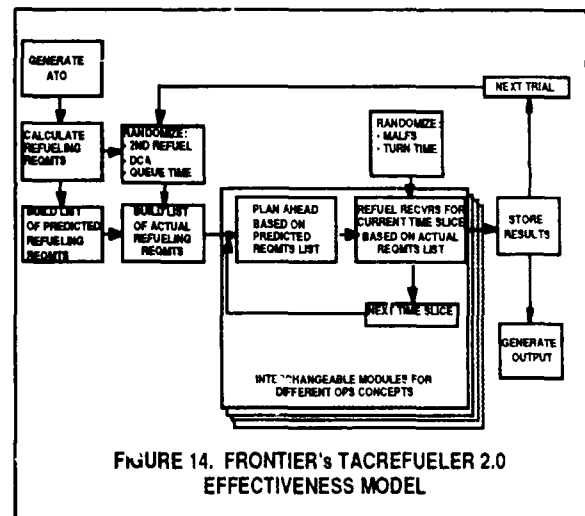 GENERATE
ATO
NEXT TRIAL
CALCULATE
REFUELING
REQMTS
RANDOMIZE:
- 2ND REFUEL
- DCA
- QUEUE TIME
RANDOMIZE:
- MALFS
- TURN TIME
BUILD LIST
OF PREDICTED
REFUELING
REQMTS
BUILD LIST
OF ACTUAL
REFUELING
REQMTS
PLAN AHEAD
BASED ON
PREDICTED
REQMTS LIST
REFUEL RECVRS FOR
CURRENT TIME SLICE
BASED ON ACTUAL
REQMTS LIST
STORE
RESULTS
NEXT TIME SLICE
GENERATE
OUTPUT
INTERCHANGEABLE MODULES FOR
DIFFERENT OPS CONCEPTS
FIGURE 14. FRONTIER's TACREFUELER 2.0
EFFECTIVENESS MODEL